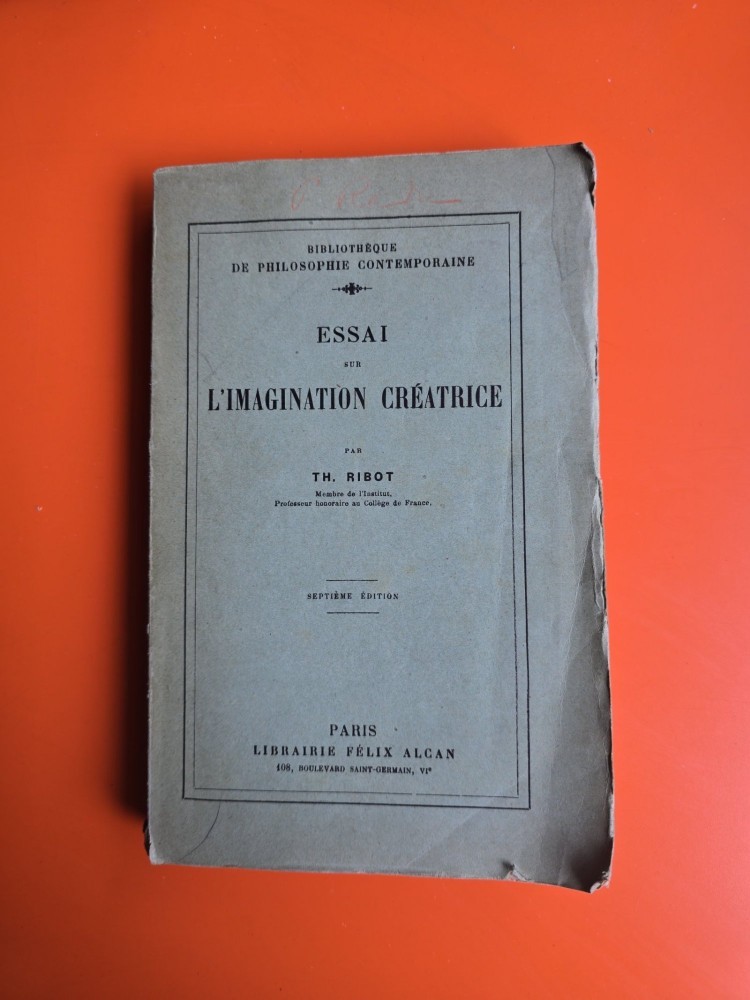 BIBLIOTHÈQUE
DE PHILOSOPHIE CONTEMPORAINE
ESSAI
SUR
L'IMAGINATION CRÉATRICE
PAR
TH. RIBOT
Membre de l'Institut,
Professeur honoraire au Collège de France.
SEPTIÈME ÉDITION
PARIS
LIBRAIRIE FÉLIX ALCAN
108, BOULEVARD SAINT-GERMAIN, VIᵉ